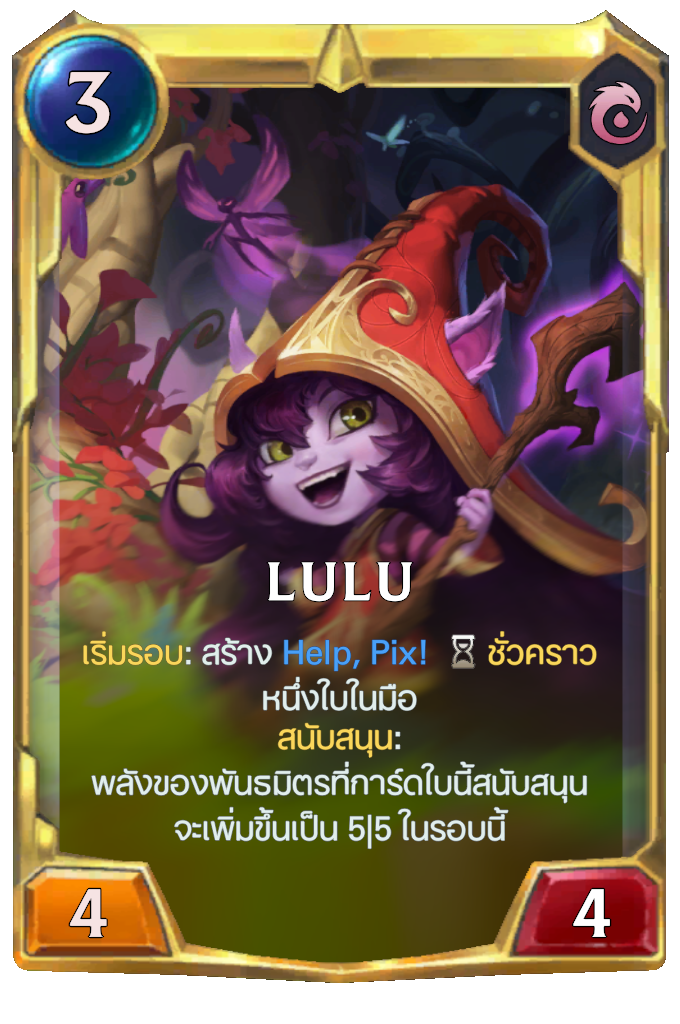 3
LULU
เริ่มรอบ: สร้าง Help, Pix! ชั่วคราว
หนึ่งใบในมือ
สนับสนุน:
พลังของพันธมิตรที่การ์ดใบนี้สนับสนุน
จะเพิ่มขึ้นเป็น 5|5 ในรอบนี้
4
4